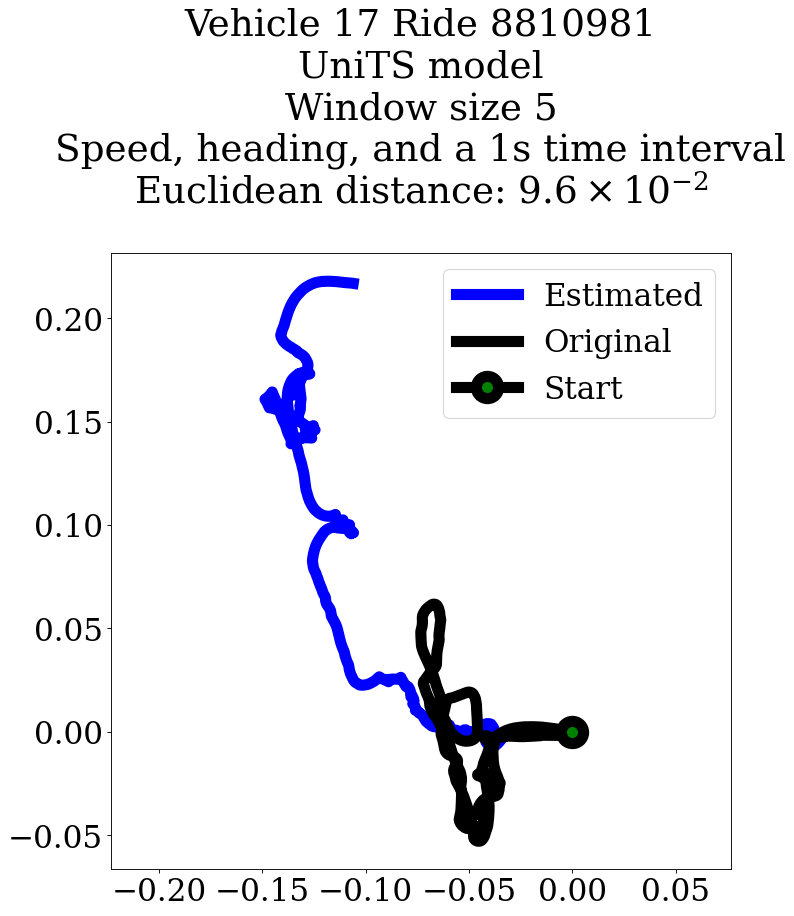 Vehicle 17 Ride 8810981
UniTS model
Window size 5
Speed, heading, and a 1s time interval
Euclidean distance: $9.6 \times 10^{-2}$
Estimated
Original
Start
0.20
0.15
0.10
0.05
0.00
−0.05
−0.20 −0.15 −0.10 −0.05 0.00 0.05